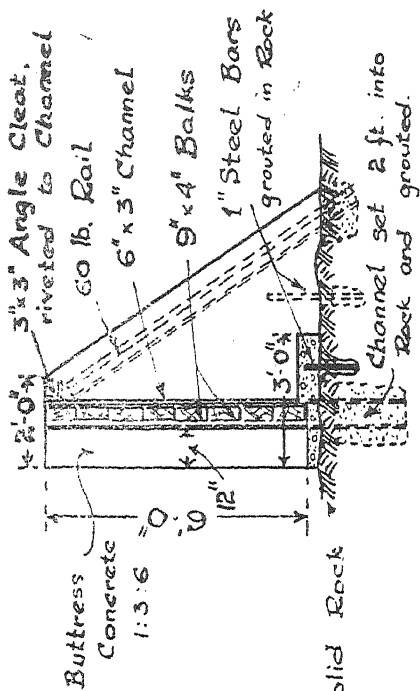 3"x3" Angle Cleat,
riveted to Channel
60 lb. Rail
6"x3" Channel
9"x4" Balks
1" Steel Bars
grouted in Rock
2'-0"
Buttress
Concrete
1:3:6
9'-0"
12"
3'-0"
olid Rock
Channel set 2 ft. into
Rock and grouted.